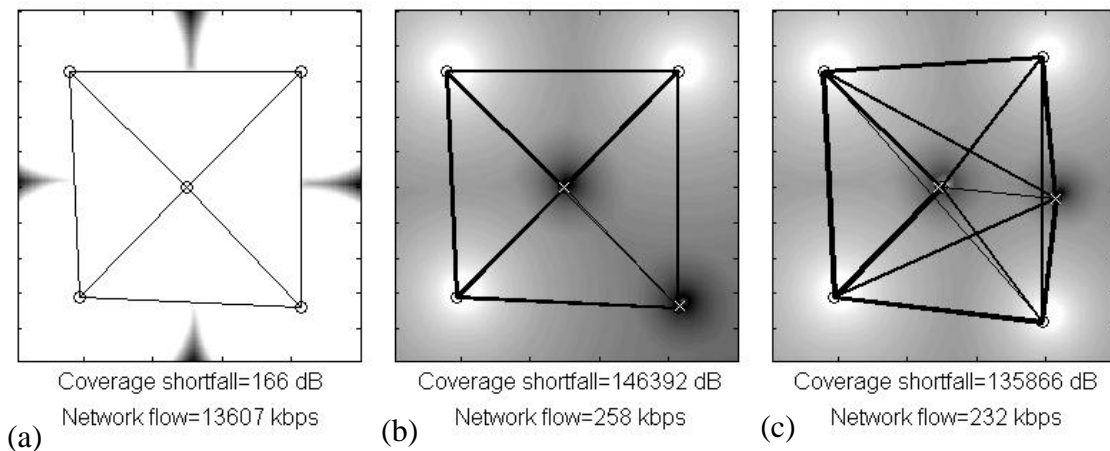 Coverage shortfall=166 dB
Network flow=13607 kbps
(a)
Coverage shortfall=146392 dB
Network flow=258 kbps
(b)
Coverage shortfall=135866 dB
Network flow=232 kbps
(c)